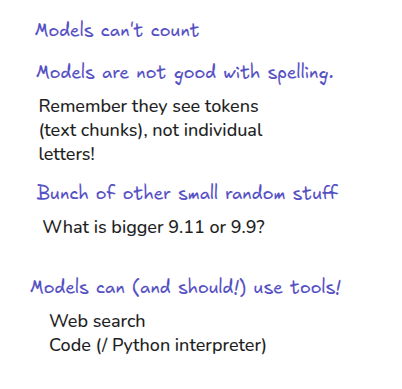 Models can't count
Models are not good with spelling.
Remember they see tokens
(text chunks), not individual
letters!
Bunch of other small random stuff
What is bigger 9.11 or 9.9?
Models can (and should!) use tools!
Web search
Code (/ Python interpreter)